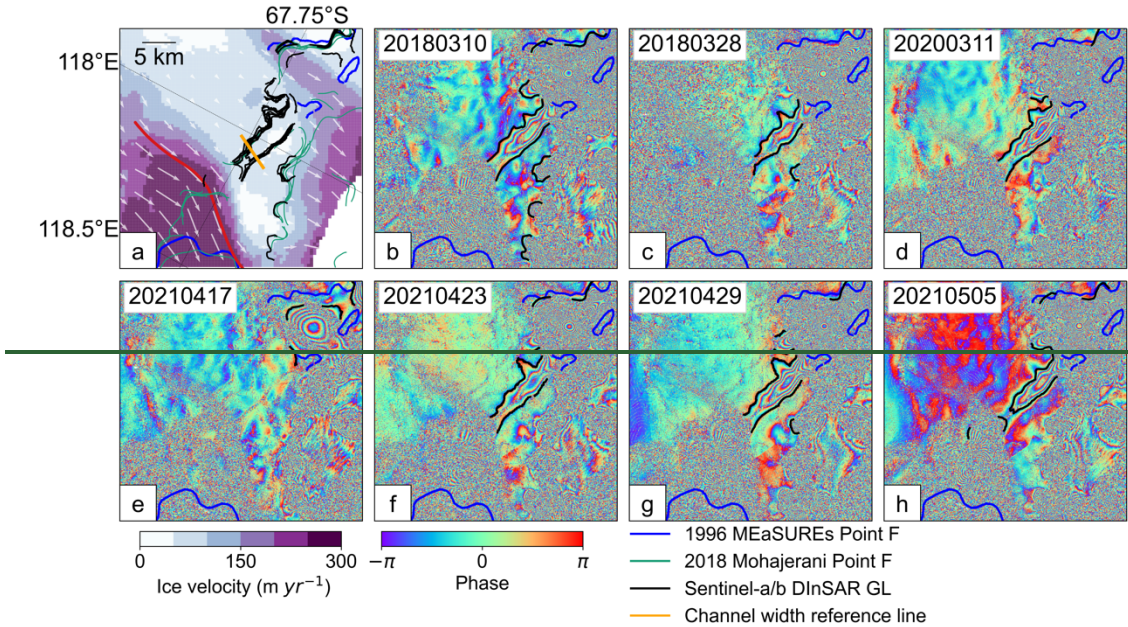 67.75°S
118°E
5 km
118.5°E
a
20180310
b
20180328
c
20200311
d
20210417
e
20210423
f
20210429
g
20210505
h
0 150 300
Ice velocity (m yr⁻¹)
−π 0 π
Phase
1996 MEaSUREs Point F
2018 Mohajerani Point F
Sentinel-a/b DInSAR GL
Channel width reference line